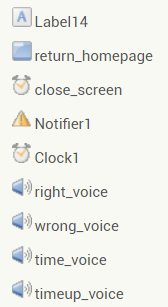 A Label14
return_homepage
close_screen
Notifier1
Clock1
right_voice
wrong_voice
time_voice
timeup_voice